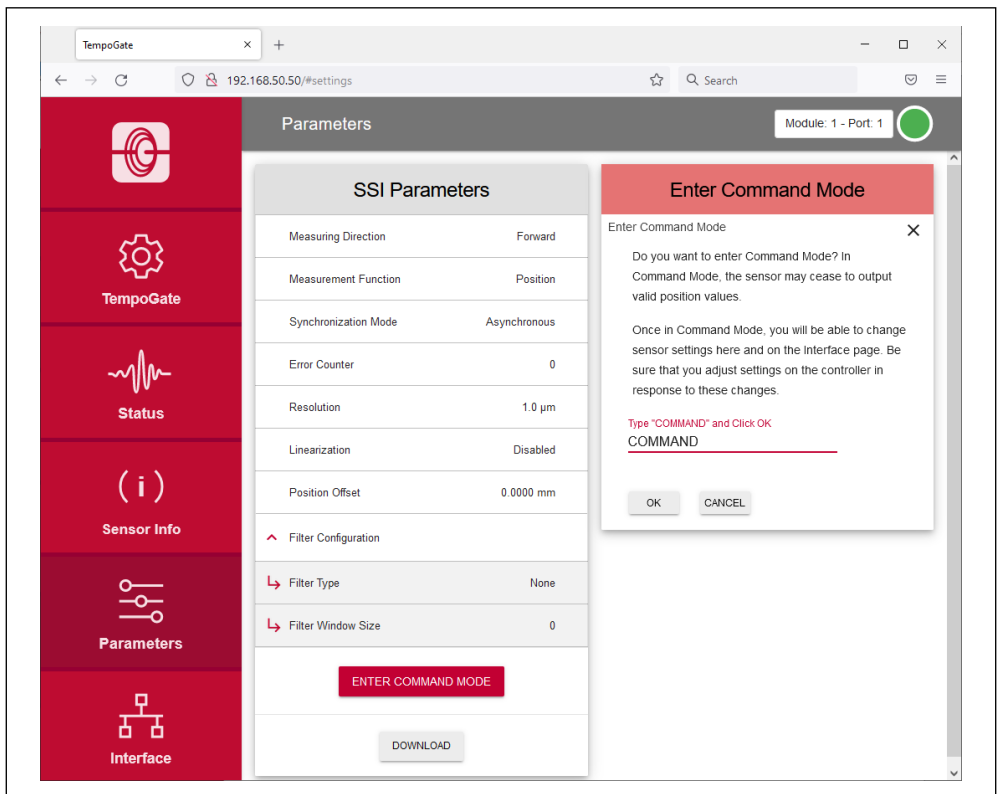 TempoGate
192.168.50.50/#settings
Search
Parameters
Module: 1 - Port: 1
TempoGate
Status
( i )
Sensor Info
Parameters
Interface
SSI Parameters
Measuring Direction Forward
Measurement Function Position
Synchronization Mode Asynchronous
Error Counter 0
Resolution 1.0 µm
Linearization Disabled
Position Offset 0.0000 mm
Filter Configuration
Filter Type None
Filter Window Size 0
ENTER COMMAND MODE
DOWNLOAD
Enter Command Mode
Enter Command Mode
Do you want to enter Command Mode? In
Command Mode, the sensor may cease to output
valid position values.
Once in Command Mode, you will be able to change
sensor settings here and on the Interface page. Be
sure that you adjust settings on the controller in
response to these changes.
Type "COMMAND" and Click OK
COMMAND
OK CANCEL